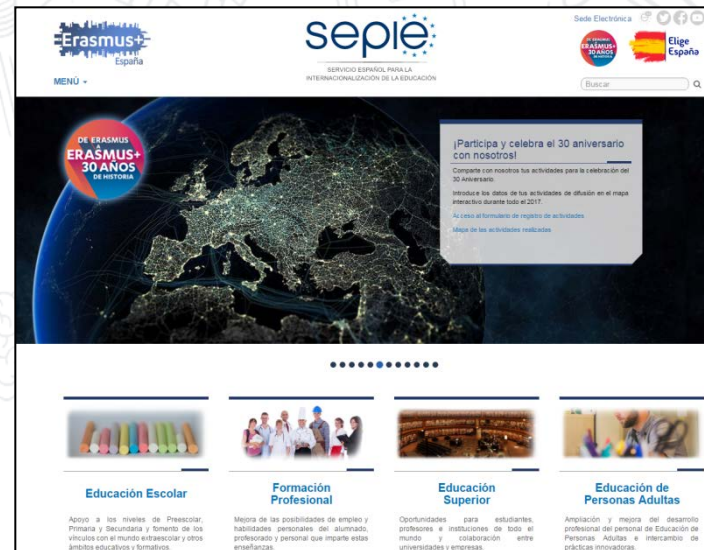 Erasmus+
España
MENÚ
sepie
SERVICIO ESPAÑOL PARA LA
INTERNACIONALIZACIÓN DE LA EDUCACIÓN
Sede Electrónica
DE ERASMUS
A
ERASMUS+
30 AÑOS
DE HISTORIA
Elige
España
Buscar
DE ERASMUS
A
ERASMUS+
30 AÑOS
DE HISTORIA
¡Participa y celebra el 30 aniversario
con nosotros!
Comparte con nosotros tus actividades para la celebración del
30 Aniversario.
Introduce los datos de tus actividades de difusión en el mapa
interactivo durante todo el 2017.
Acceso al formulario de registro de actividades
Mapa de las actividades realizadas
Educación Escolar
Apoyo a los niveles de Preescolar,
Primaria y Secundaria y fomento de los
vínculos con el mundo extraescolar y otros
ámbitos educativos y formativos.
Formación
Profesional
Mejora de las posibilidades de empleo y
habilidades personales del alumnado,
profesorado y personal que imparte estas
enseñanzas.
Educación
Superior
Oportunidades para estudiantes,
profesores e instituciones de todo el
mundo y colaboración entre
universidades y empresas.
Educación de
Personas Adultas
Ampliación y mejora del desarrollo
profesional del personal de Educación de
Personas Adultas e intercambio de
prácticas innovadoras.